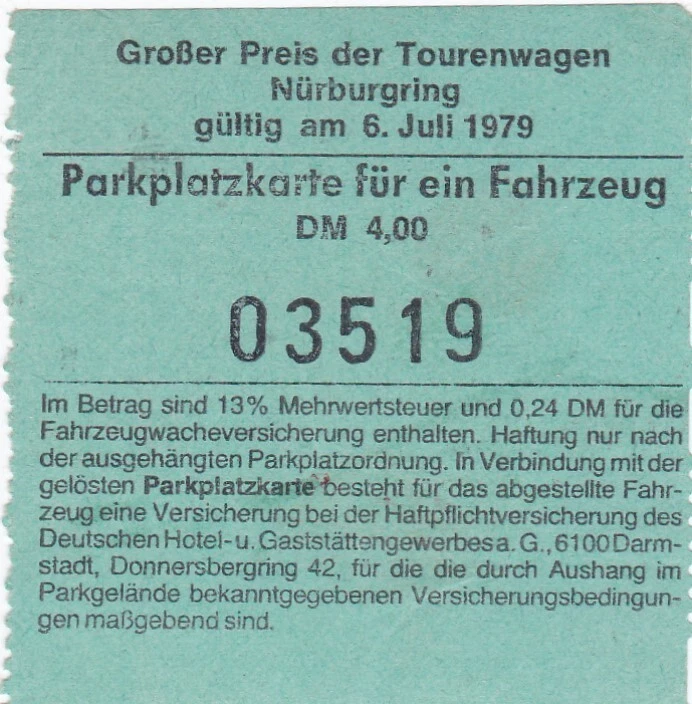 Großer Preis der Tourenwagen
Nürburgring
gültig am 6. Juli 1979
Parkplatzkarte für ein Fahrzeug
DM 4,00
03519
Im Betrag sind 13% Mehrwertsteuer und 0,24 DM für die
Fahrzeugwacheversicherung enthalten. Haftung nur nach
der ausgehängten Parkplatzordnung. In Verbindung mit der
gelösten Parkplatzkarte besteht für das abgestellte Fahr-
zeug eine Versicherung bei der Haftpflichtversicherung des
Deutschen Hotel- u. Gaststättengewerbes a. G., 6100 Darm-
stadt, Donnersbergring 42, für die die durch Aushang im
Parkgelände bekanntgegebenen Versicherungsbedingun-
gen maßgebend sind.